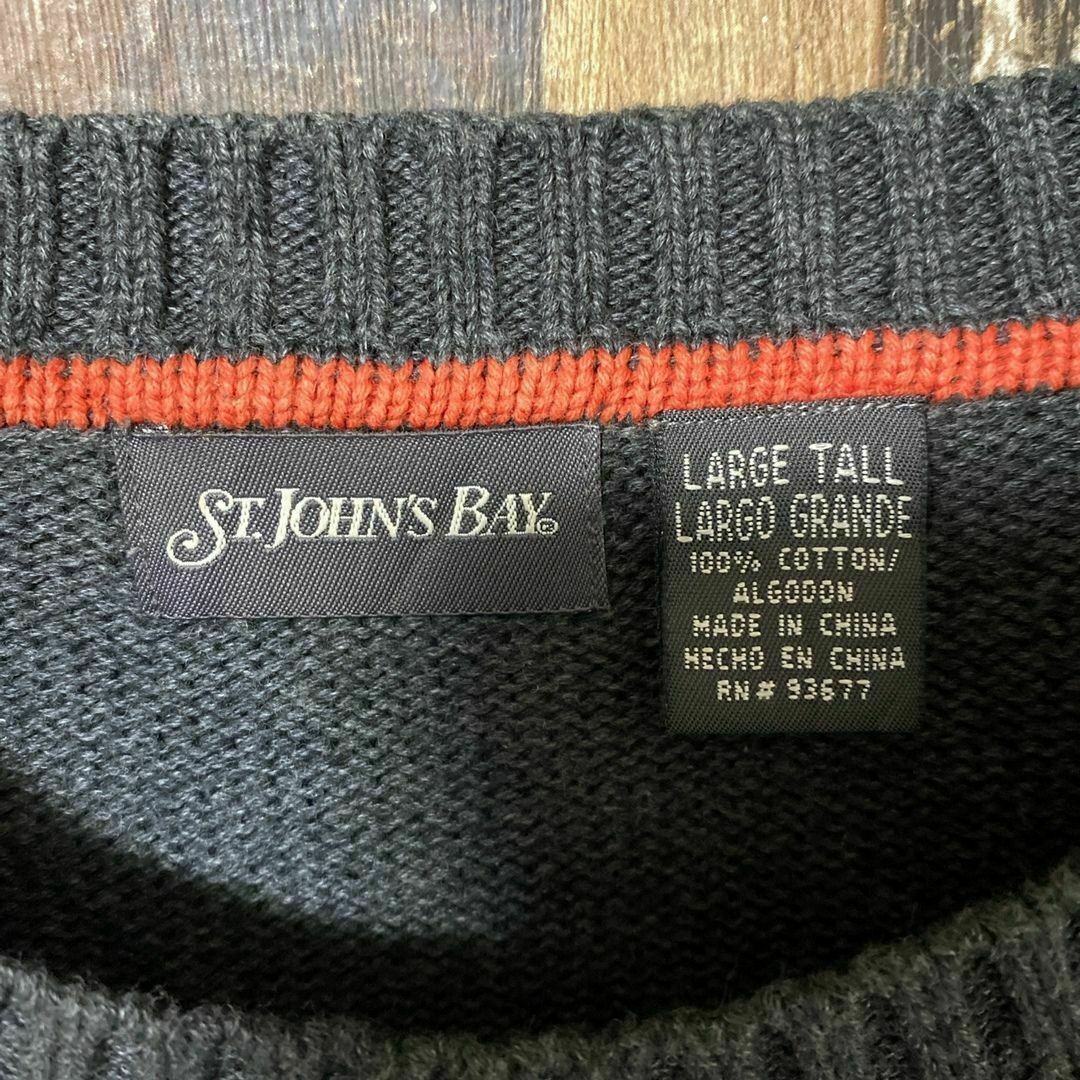 ST. JOHN'S BAY®
LARGE TALL
LARGO GRANDE
100% COTTON/
ALGODON
MADE IN CHINA
HECHO EN CHINA
RN# 93677